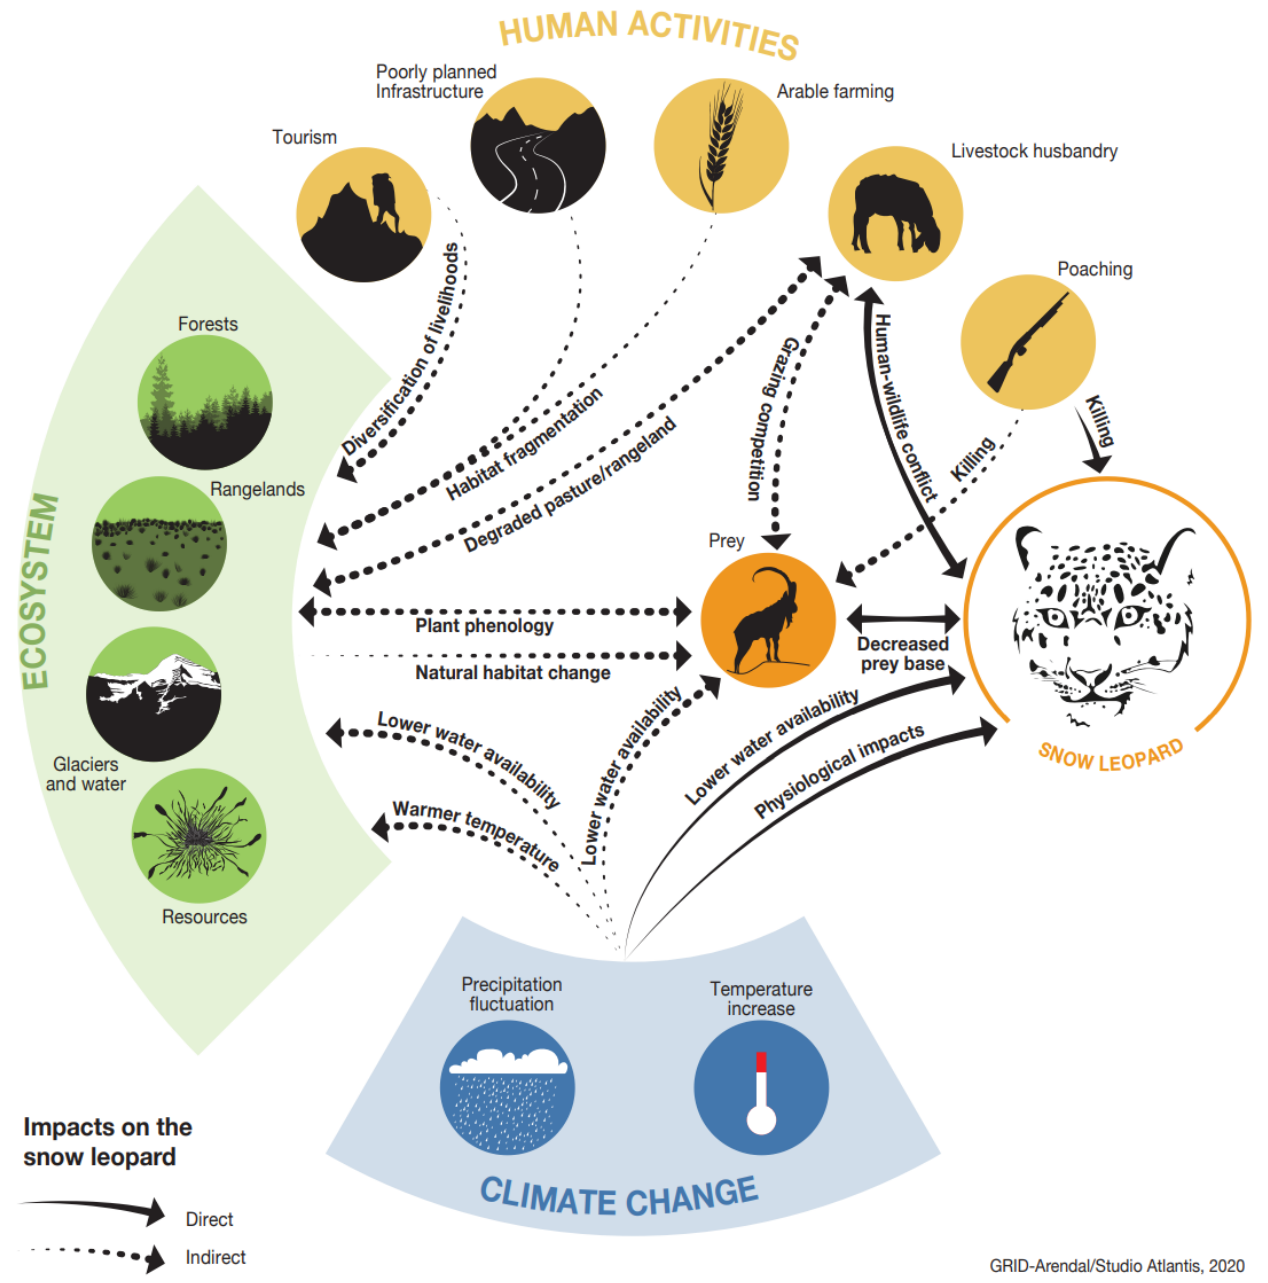 HUMAN ACTIVITIES
Poorly planned
Infrastructure
Arable farming
Tourism
Livestock husbandry
Poaching
Forests
Rangelands
Glaciers
and water
Resources
ECOSYSTEM
Diversification of livelihoods
Habitat fragmentation
Degraded pasture/rangeland
Grazing competition
Human-wildlife conflict
Killing
Killing
Prey
Plant phenology
Natural habitat change
Decreased
prey base
SNOW LEOPARD
Lower water availability
Warmer temperature
Lower water availability
Lower water availability
Physiological impacts
Precipitation
fluctuation
Temperature
increase
CLIMATE CHANGE
Impacts on the
snow leopard
Direct
Indirect
GRID-Arendal/Studio Atlantis, 2020